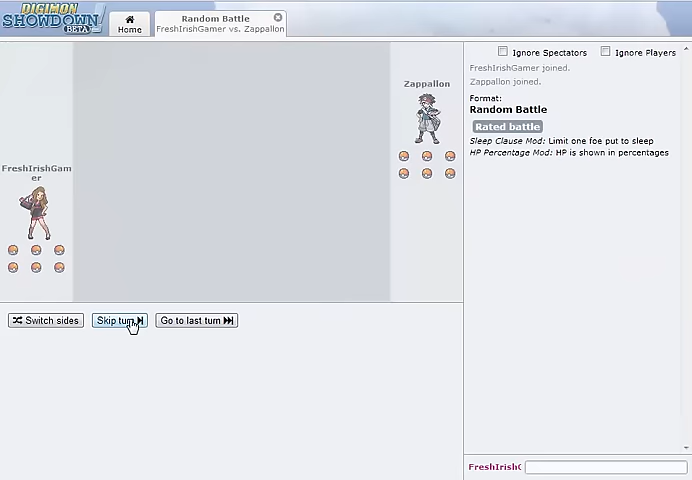 DIGIMON
SHOWDOWN!
BETA
Home
Random Battle
FreshIrishGamer vs. Zappallon
Ignore Spectators
Ignore Players
FreshIrishGamer joined.
Zappallon joined.
Format:
Random Battle
Rated battle
Sleep Clause Mod: Limit one foe put to sleep
HP Percentage Mod: HP is shown in percentages
Zappallon
FreshIrishGam
er
Switch sides
Skip turn
Go to last turn
FreshIrish(